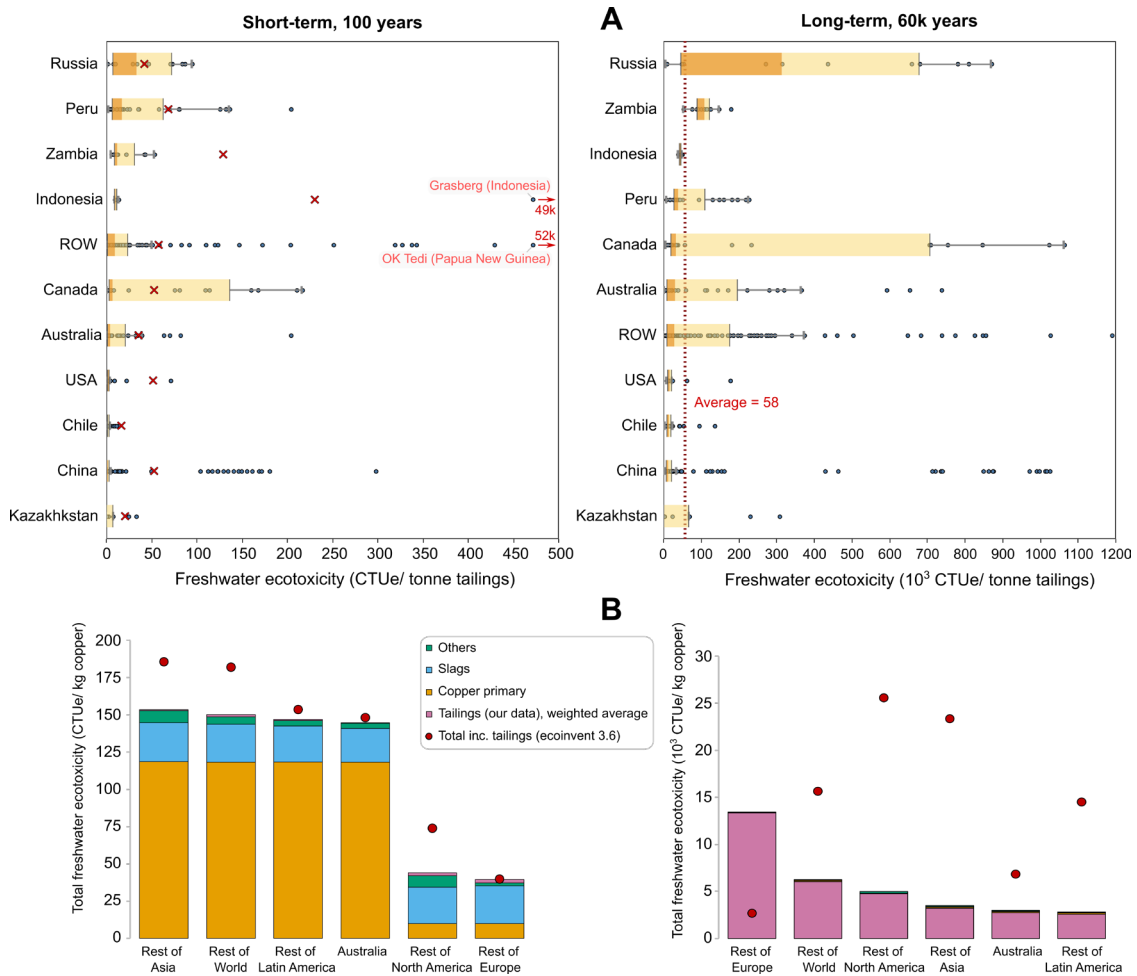 Short-term, 100 years
A
Long-term, 60k years
Russia
Peru
Zambia
Indonesia
ROW
Canada
Australia
USA
Chile
China
Kazakhkstan
Grasberg (Indonesia)
49k
52k
OK Tedi (Papua New Guinea)
0 50 100 150 200 250 300 350 400 450 500
Freshwater ecotoxicity (CTUe/ tonne tailings)
Russia
Zambia
Indonesia
Peru
Canada
Australia
ROW
USA
Chile
China
Kazakhstan
Average = 58
0 100 200 300 400 500 600 700 800 900 1000 1100 1200
Freshwater ecotoxicity (10³ CTUe/ tonne tailings)
B
Total freshwater ecotoxicity (CTUe/ kg copper)
200
175
150
125
100
75
50
25
0
Rest of
Asia
Rest of
World
Rest of
Latin America
Australia
Rest of
North America
Rest of
Europe
Others
Slags
Copper primary
Tailings (our data), weighted average
Total inc. tailings (ecoinvent 3.6)
Total freshwater ecotoxicity (10³ CTUe/ kg copper)
30
25
20
15
10
5
0
Rest of
Europe
Rest of
World
Rest of
North America
Rest of
Asia
Australia
Rest of
Latin America